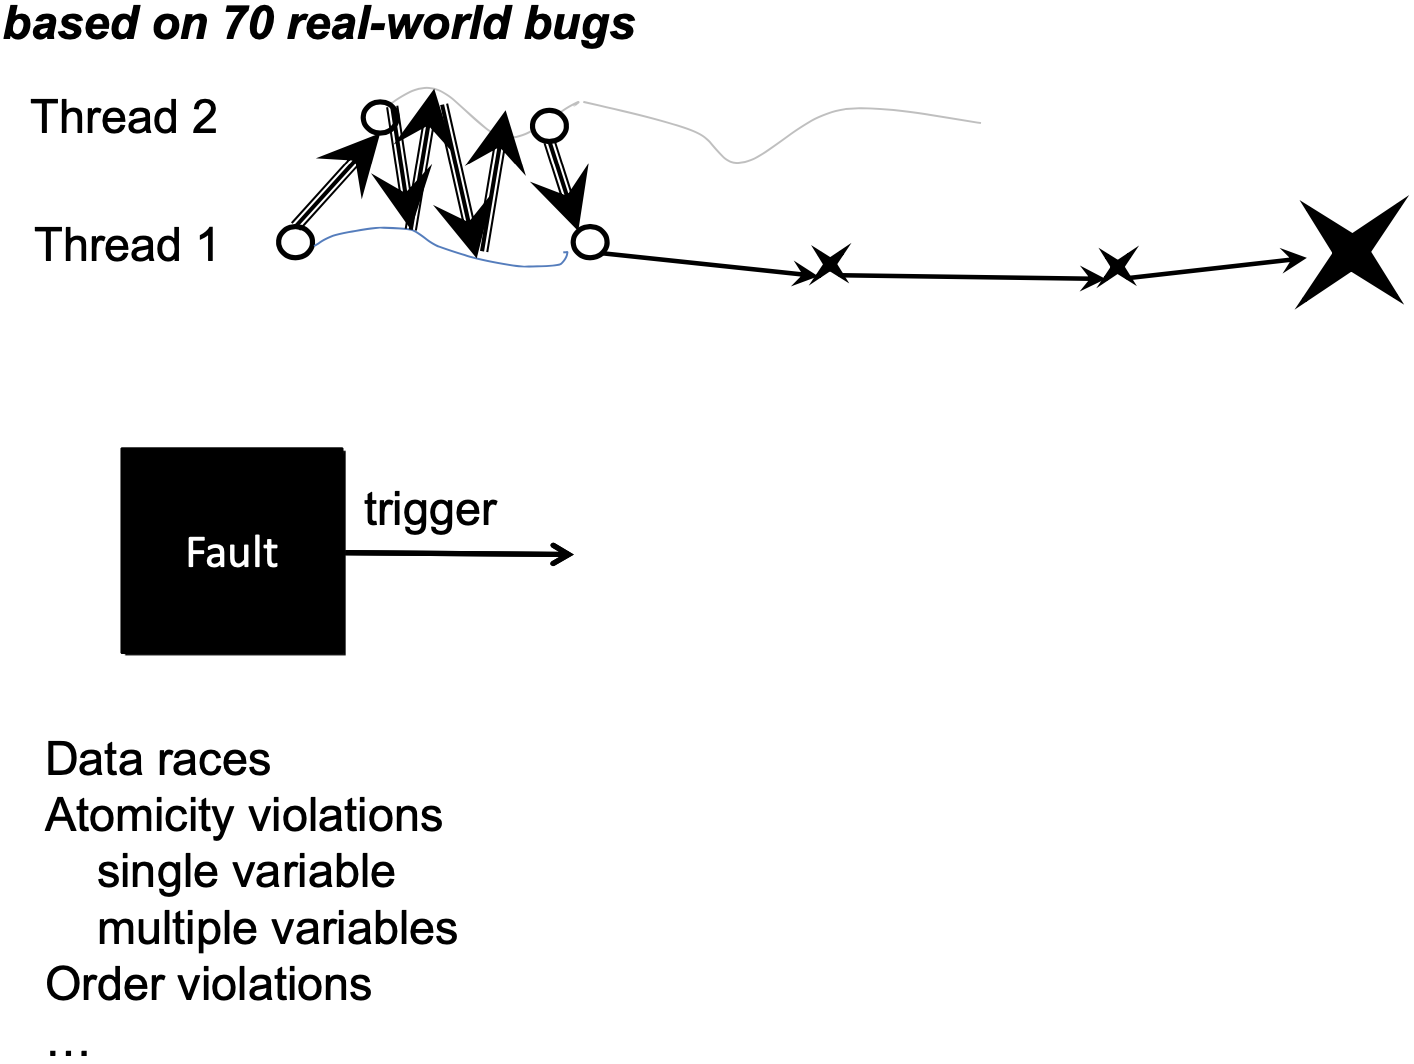 based on 70 real-world bugs
Thread 2
Thread 1
trigger
Fault
Data races
Atomicity violations
single variable
multiple variables
Order violations
...